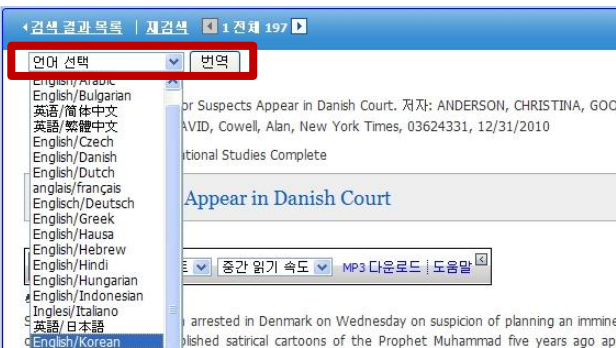 검색 결과 목록 | 재검색 1 전체 197
언어 선택 번역
English/Arabic
English/Bulgarian
英语/简体中文
英語/繁體中文
English/Czech
English/Danish
English/Dutch
anglais/français
Englisch/Deutsch
English/Greek
English/Hausa
English/Hebrew
English/Hindi
English/Hungarian
English/Indonesian
Inglesi/Italiano
英語/日本語
English/Korean
or Suspects Appear in Danish Court. 저자: ANDERSON, CHRISTINA, GOO
AVID, Cowell, Alan, New York Times, 03624331, 12/31/2010
ational Studies Complete
Appear in Danish Court
중간 읽기 속도 MP3 다운로드 도움말
arrested in Denmark on Wednesday on suspicion of planning an immine
blished satirical cartoons of the Prophet Muhammad five years ago